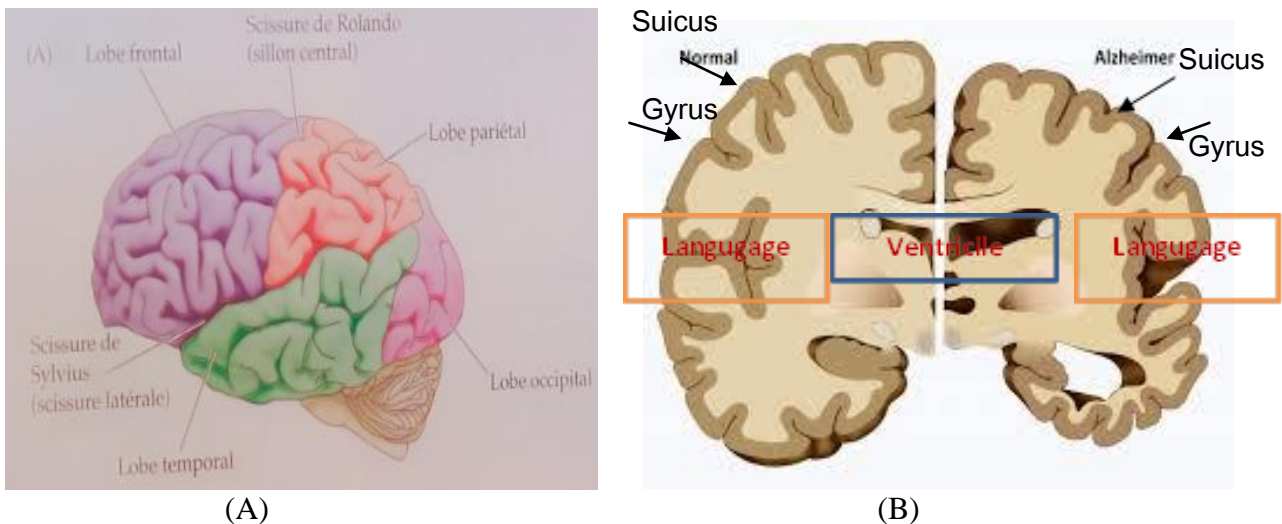 (A)
Lobe frontal
Scissure de Rolando
(sillon central)
Lobe pariétal
Scissure de
Sylvius
(scissure latérale)
Lobe temporal
Lobe occipital
(A)
Suicus
Normal
Gyrus
Alzheimer
Suicus
Gyrus
Langugage
Ventricile
Langugage
(B)